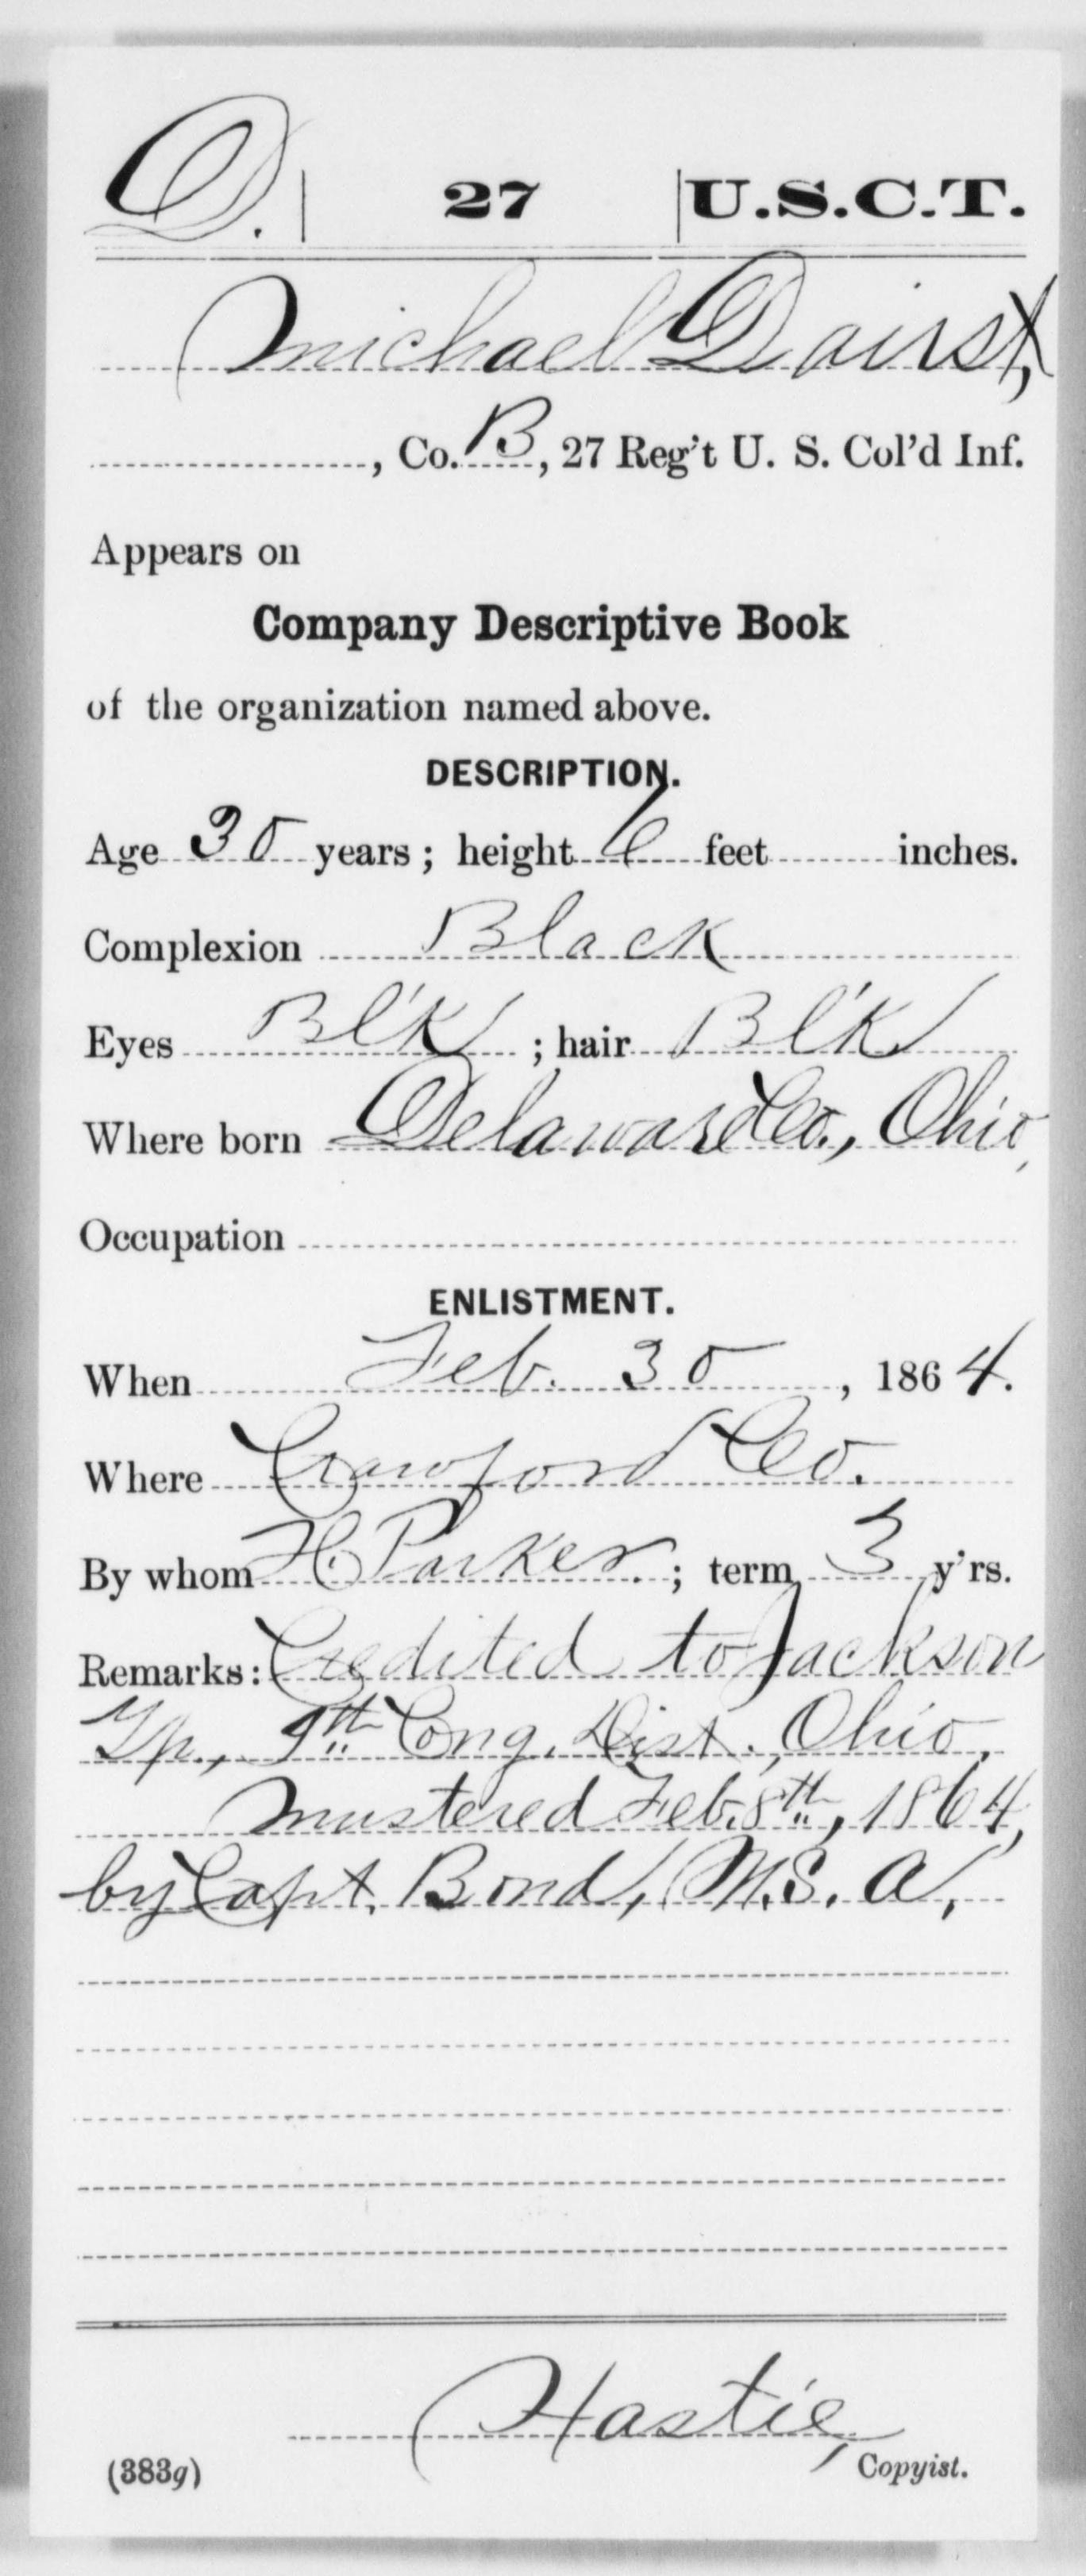 D. | 27 | U.S.C.T.
Michael Dairst,
, Co. B, 27 Reg't U. S. Col'd Inf.
Appears on
Company Descriptive Book
of the organization named above.
DESCRIPTION.
Age 30 years; height 6 feet inches.
Complexion Black
Eyes Bl'k; hair Bl'k
Where born Delaware Co., Ohio,
Occupation
ENLISTMENT.
When Feb. 30, 1864.
Where Crawford Co.
By whom H. Parker.; term 3 y'rs.
Remarks: Credited to Jackson
Tp., 9th Cong. Dist., Ohio,
mustered Feb. 8th, 1864,
by Capt. Bond, M.S.A,
Hastie,
(383g) Copyist.